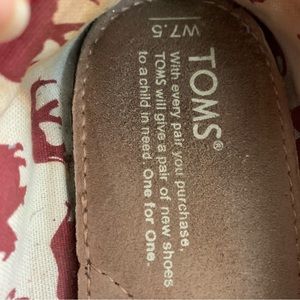 W7.5
TOMS®
With every pair you purchase,
TOMS will give a pair of new shoes
to a child in need. One for One.